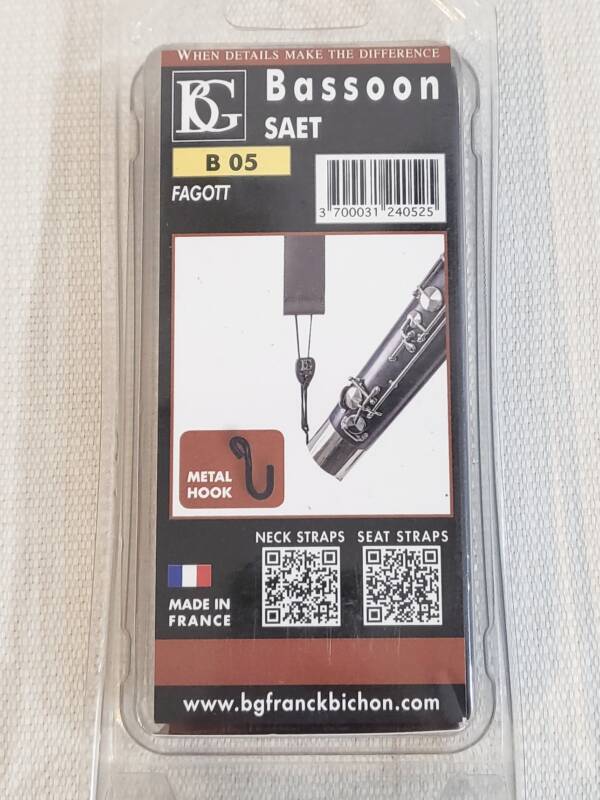 WHEN DETAILS MAKE THE DIFFERENCE
BG
Bassoon
SAET
B 05
FAGOTT
3 700031 240525
BG
METAL
HOOK
NECK STRAPS SEAT STRAPS
MADE IN
FRANCE
www.bgfranckbichon.com